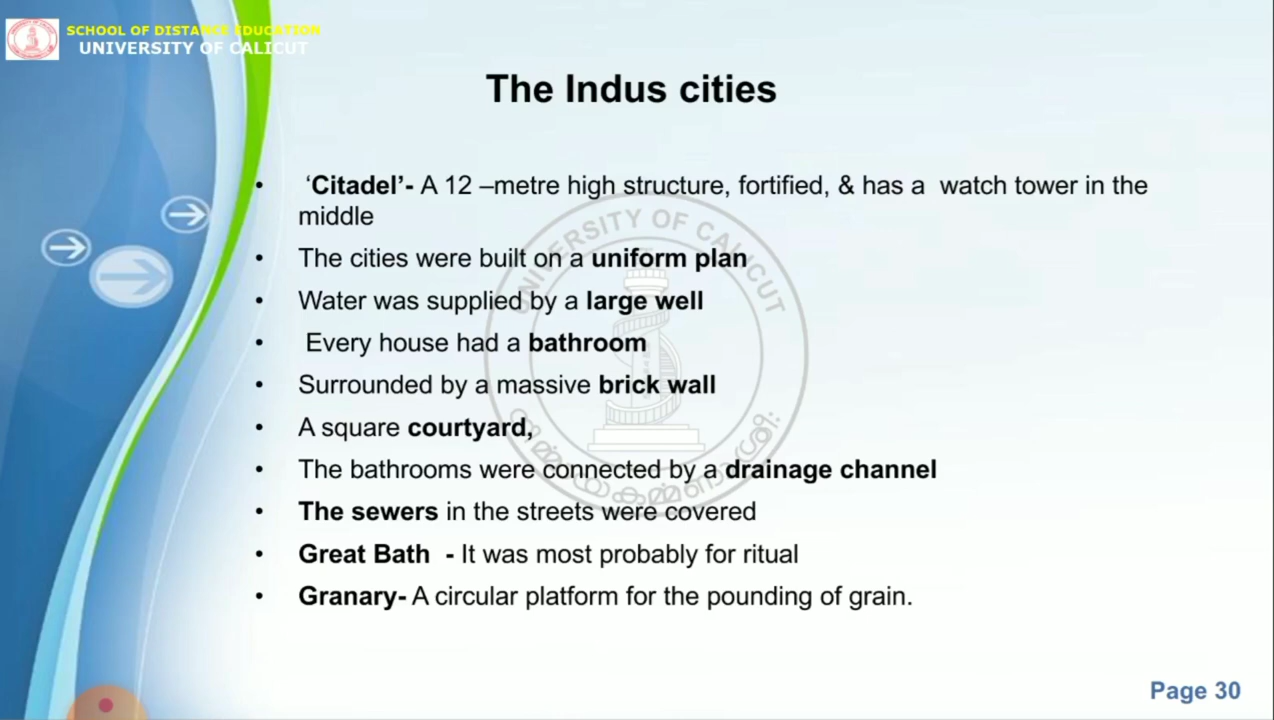 SCHOOL OF DISTANCE EDUCATION
UNIVERSITY OF CALICUT
The Indus cities
• ‘Citadel’- A 12 –metre high structure, fortified, & has a watch tower in the
middle
• The cities were built on a uniform plan
• Water was supplied by a large well
• Every house had a bathroom
• Surrounded by a massive brick wall
• A square courtyard,
• The bathrooms were connected by a drainage channel
• The sewers in the streets were covered
• Great Bath - It was most probably for ritual
• Granary- A circular platform for the pounding of grain.
UNIVERSITY OF CALICUT
Page 30